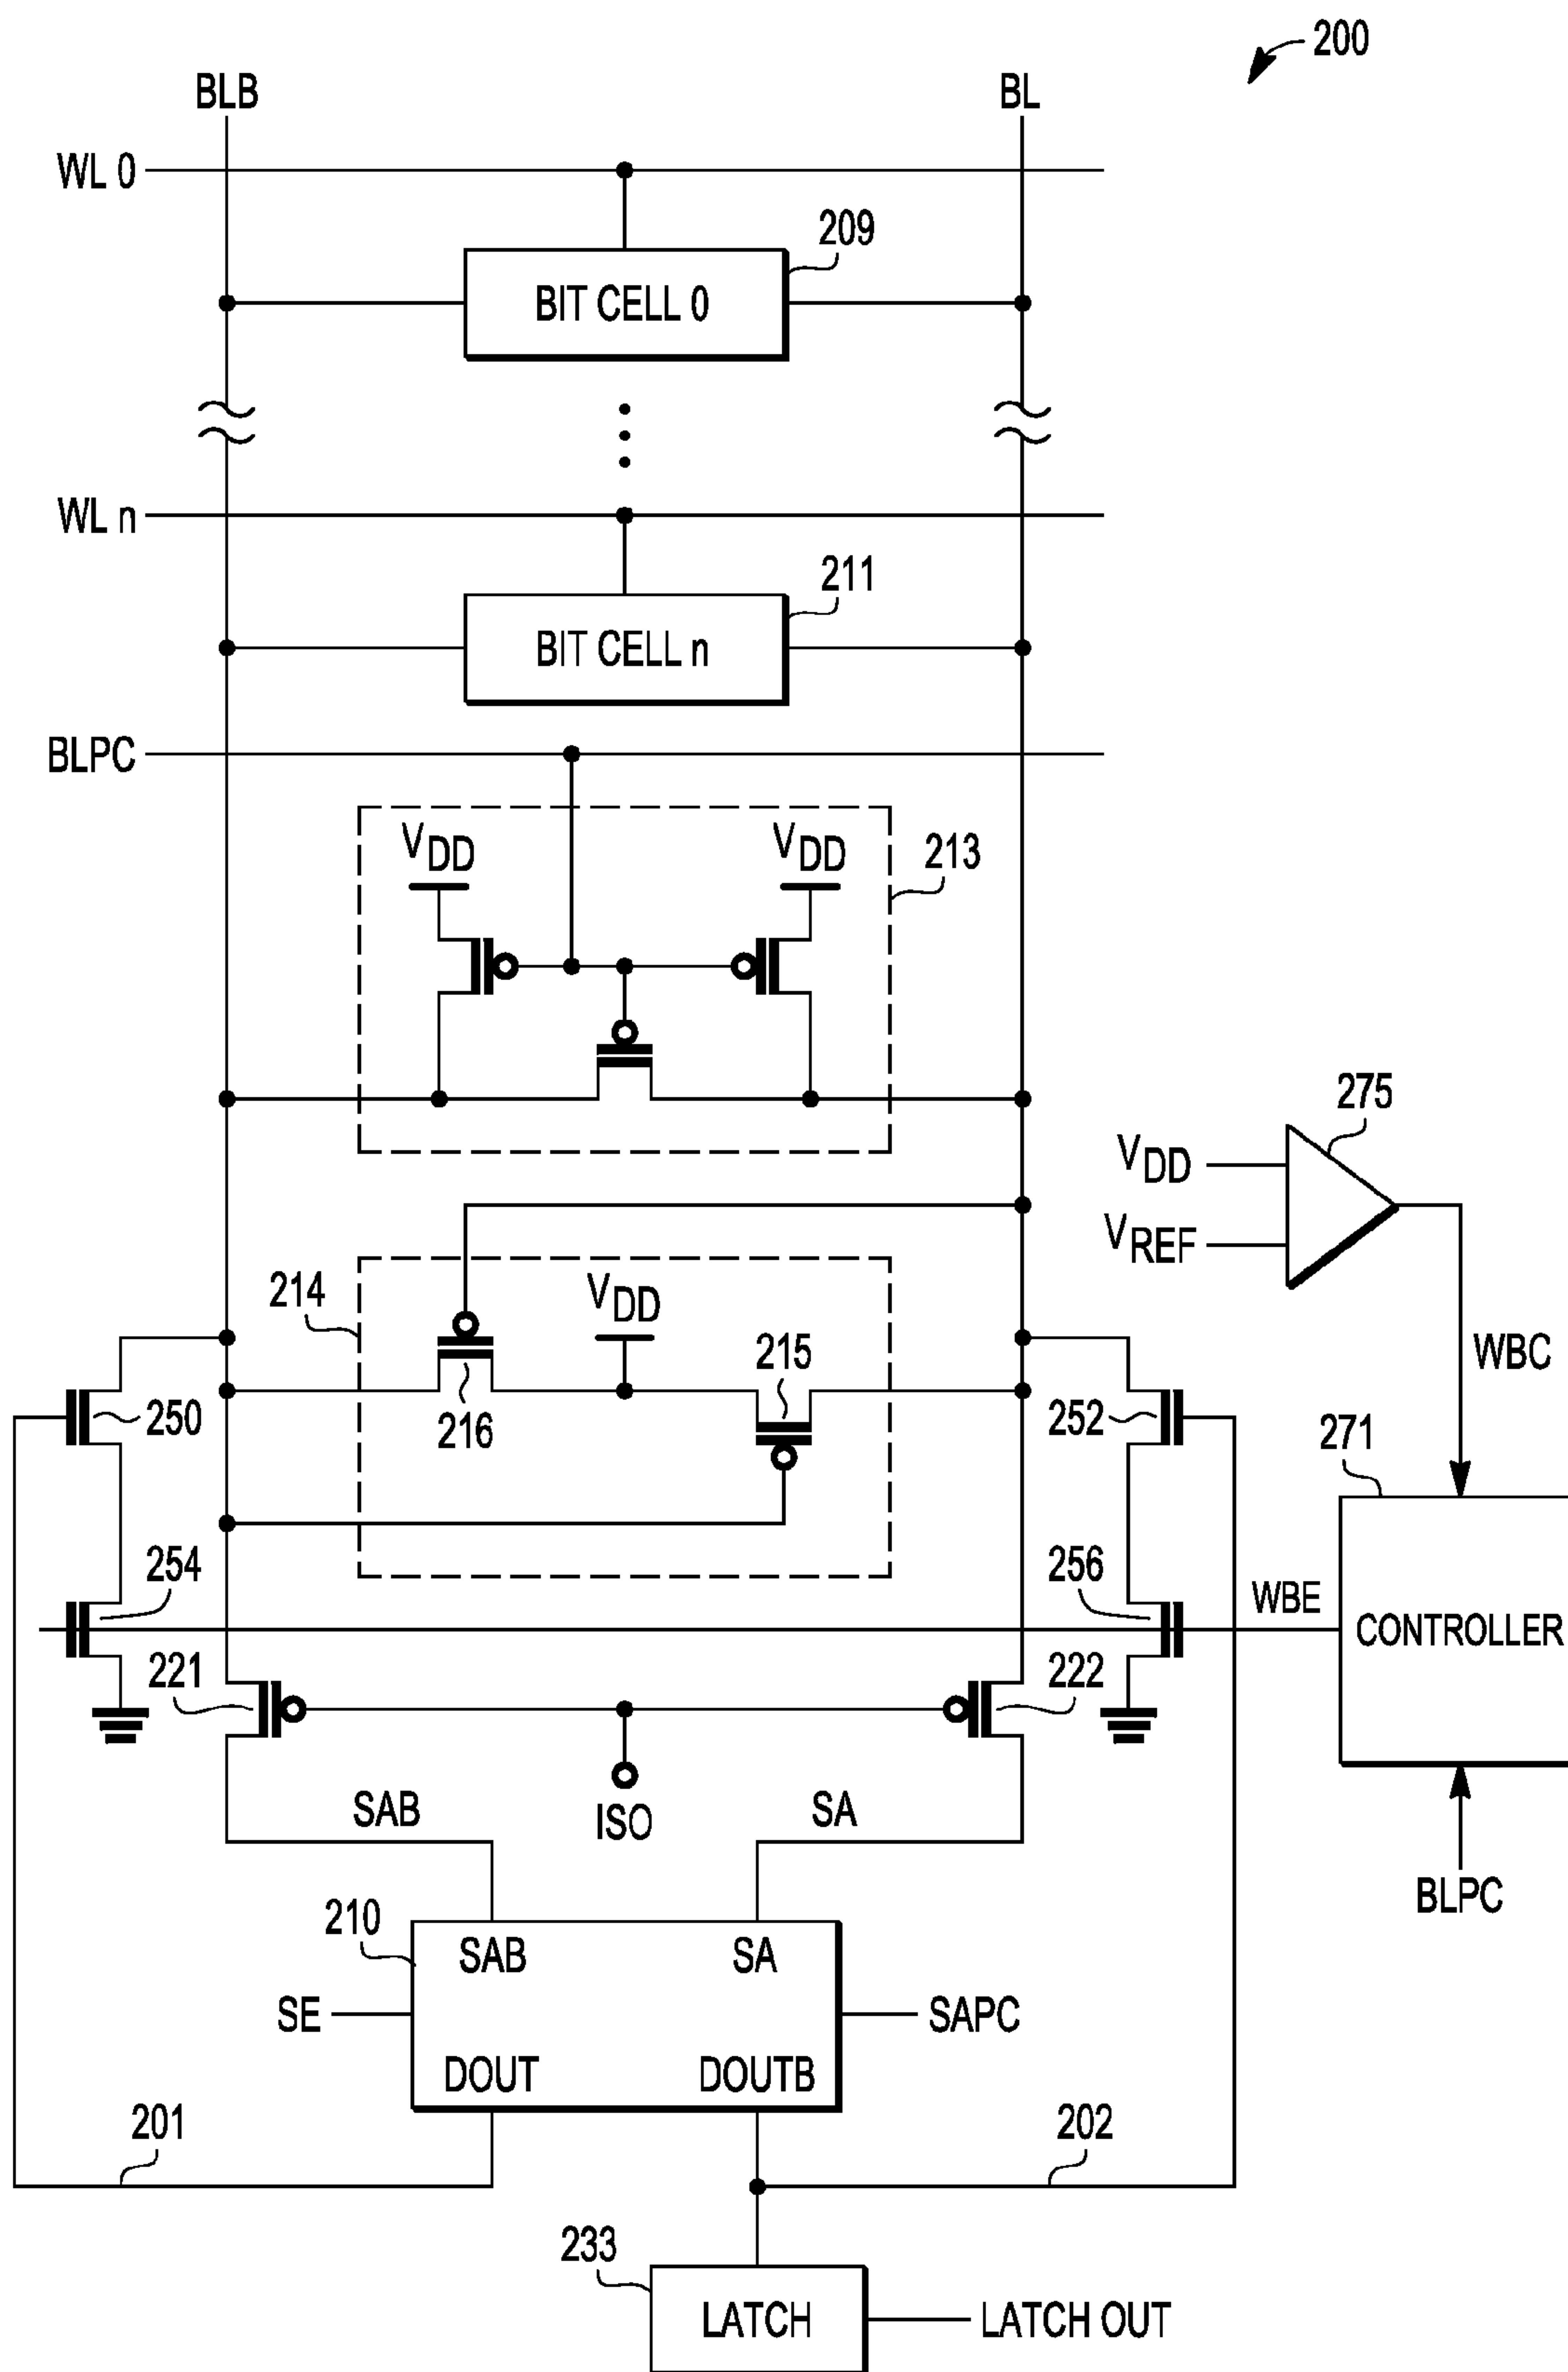 200
BLB
BL
WL 0
209
BIT CELL 0
WL n
211
BIT CELL n
BLPC
VDD
VDD
213
275
VDD
VREF
214
VDD
215
WBC
250
216
252
271
254
256
WBE
CONTROLLER
221
222
SAB
ISO
SA
BLPC
210
SAB
SA
SE
SAPC
DOUT
DOUTB
201
202
233
LATCH
LATCH OUT